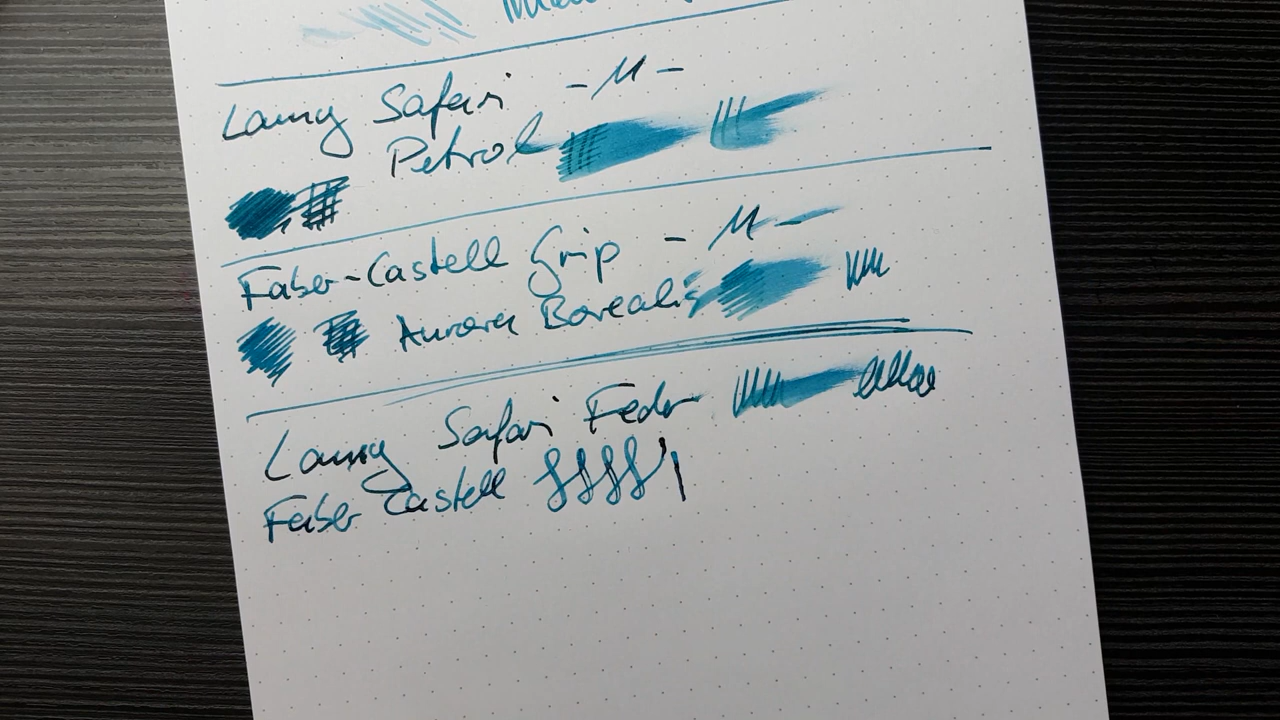 Lamy Safari - M -
Petrol
Faber-Castell Grip - M -
Aurora Borealis
Lamy Safari Feder
Faber Castell